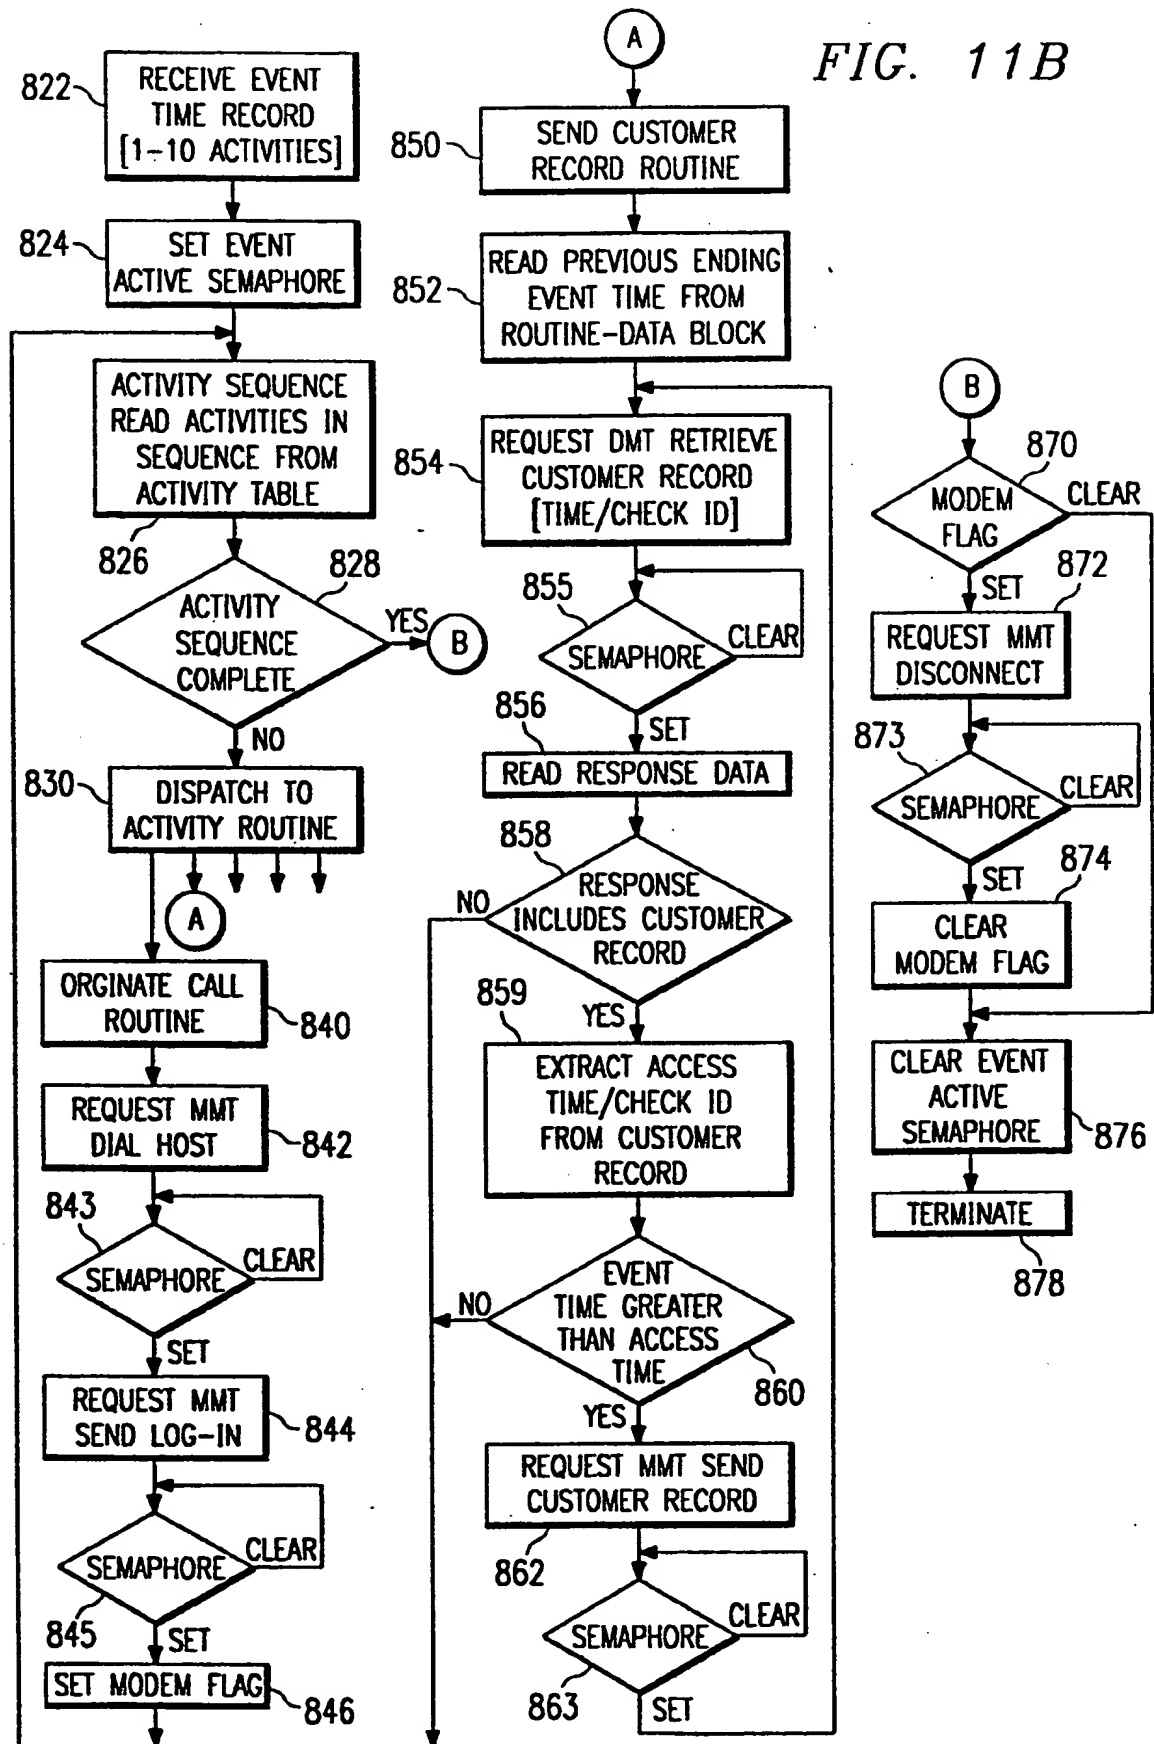 FIG. 11B
822
RECEIVE EVENT
TIME RECORD
[1-10 ACTIVITIES]
824
SET EVENT
ACTIVE SEMAPHORE
ACTIVITY SEQUENCE
READ ACTIVITIES IN
SEQUENCE FROM
ACTIVITY TABLE
826
828
ACTIVITY
SEQUENCE
COMPLETE
YES
B
NO
830
DISPATCH TO
ACTIVITY ROUTINE
A
ORGINATE CALL
ROUTINE
840
REQUEST MMT
DIAL HOST
842
843
SEMAPHORE
CLEAR
SET
REQUEST MMT
SEND LOG-IN
844
SEMAPHORE
CLEAR
845
SET
SET MODEM FLAG
846
A
850
SEND CUSTOMER
RECORD ROUTINE
852
READ PREVIOUS ENDING
EVENT TIME FROM
ROUTINE-DATA BLOCK
854
REQUEST DMT RETRIEVE
CUSTOMER RECORD
[TIME/CHECK ID]
855
SEMAPHORE
CLEAR
856
SET
READ RESPONSE DATA
858
RESPONSE
INCLUDES CUSTOMER
RECORD
NO
859
YES
EXTRACT ACCESS
TIME/CHECK ID
FROM CUSTOMER
RECORD
EVENT
TIME GREATER
THAN ACCESS
TIME
NO
860
YES
REQUEST MMT SEND
CUSTOMER RECORD
862
SEMAPHORE
CLEAR
863
SET
B
870
MODEM
FLAG
CLEAR
SET
872
REQUEST MMT
DISCONNECT
873
SEMAPHORE
CLEAR
SET
874
CLEAR
MODEM FLAG
CLEAR EVENT
ACTIVE
SEMAPHORE
876
TERMINATE
878